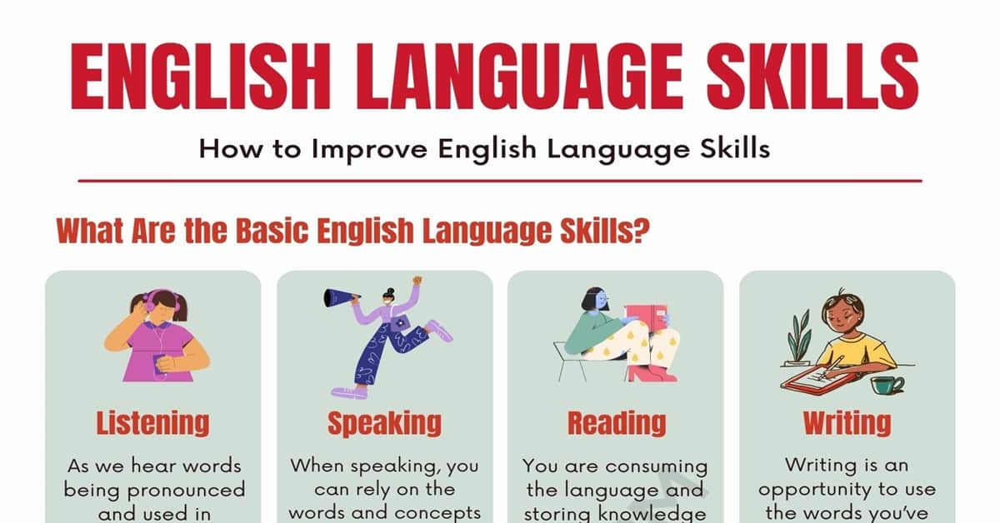 ENGLISH LANGUAGE SKILLS
How to Improve English Language Skills
What Are the Basic English Language Skills?
Listening
As we hear words
being pronounced
and used in
Speaking
When speaking, you
can rely on the
words and concepts
Reading
You are consuming
the language and
storing knowledge
Writing
Writing is an
opportunity to use
the words you’ve